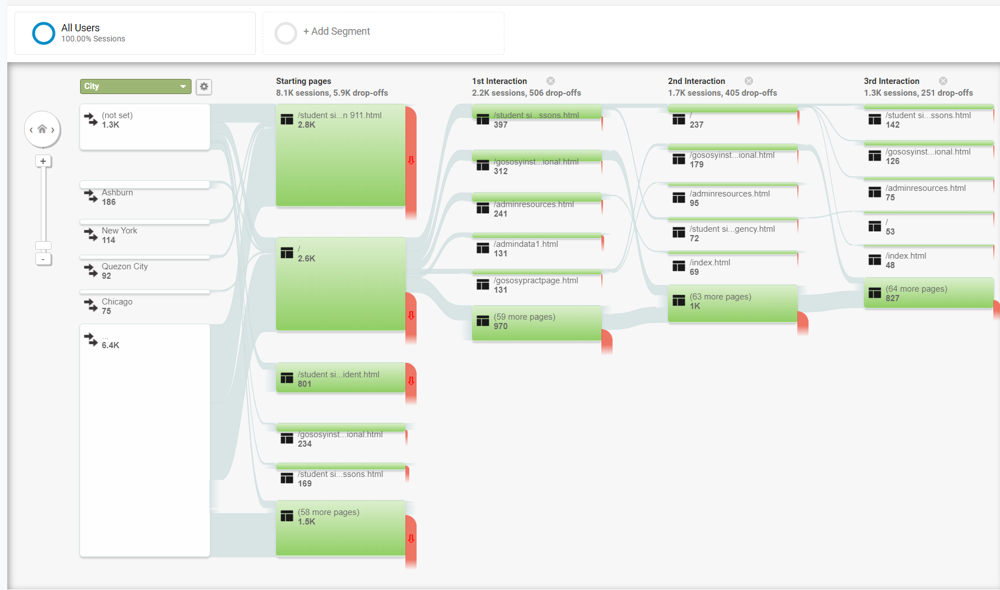 All Users
100.00% Sessions
+ Add Segment
City
Starting pages
8.1K sessions, 5.9K drop-offs
1st Interaction
2.2K sessions, 506 drop-offs
2nd Interaction
1.7K sessions, 405 drop-offs
3rd Interaction
1.3K sessions, 251 drop-offs
(not set)
1.3K
Ashburn
186
New York
114
Quezon City
92
Chicago
75
...
6.4K
+
-
/student si...n 911.html
2.8K
/
2.6K
/student si...ident.html
801
/gososyinst...ional.html
234
/student si...ssons.html
169
(58 more pages)
1.5K
/student si...ssons.html
397
/gososyinst...ional.html
312
/adminresources.html
241
/admindata1.html
131
/gososypractpage.html
131
(59 more pages)
970
/
237
/gososyinst...ional.html
179
/adminresources.html
95
/student si...gency.html
72
/index.html
69
(63 more pages)
1K
/student si...ssons.html
142
/gososyinst...ional.html
126
/adminresources.html
75
/
53
/index.html
48
(64 more pages)
827